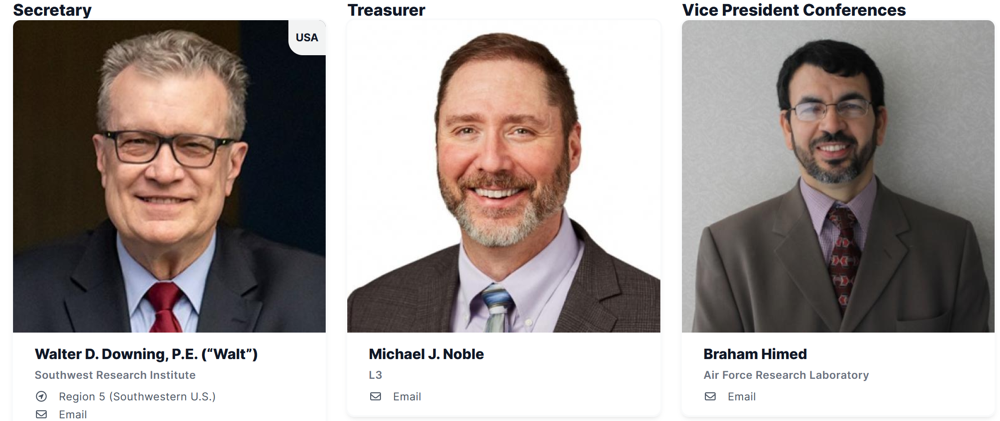 Secretary
USA
Walter D. Downing, P.E. (“Walt”)
Southwest Research Institute
Region 5 (Southwestern U.S.)
Email
Treasurer
Michael J. Noble
L3
Email
Vice President Conferences
Braham Himed
Air Force Research Laboratory
Email